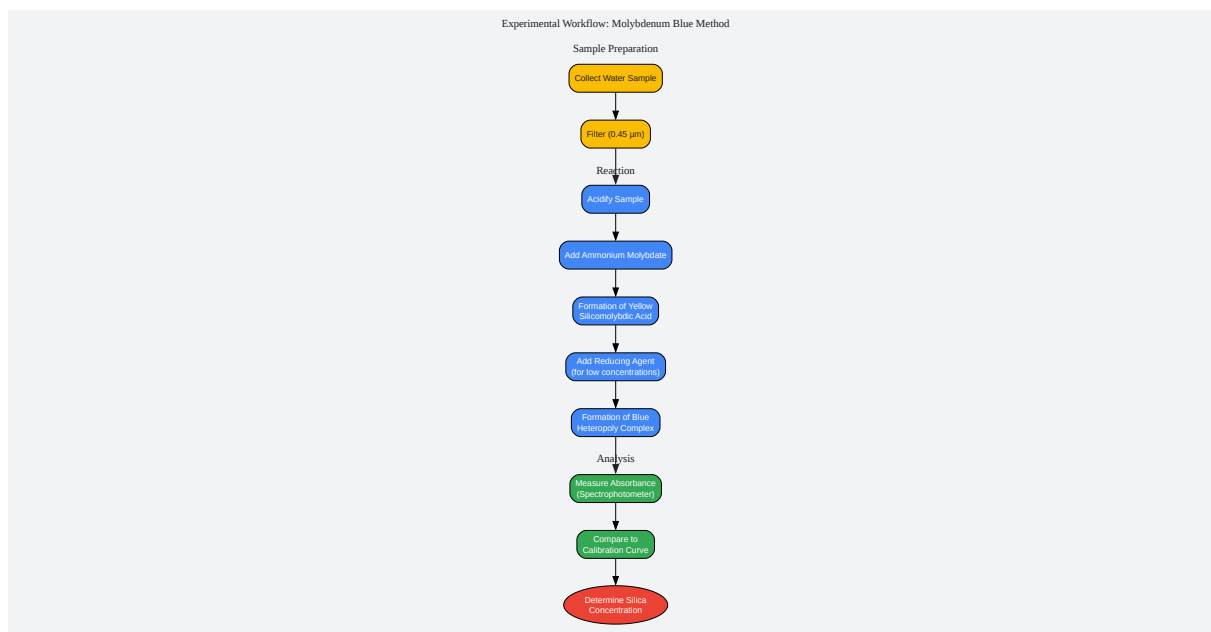 Experimental Workflow: Molybdenum Blue Method
Sample Preparation
Collect Water Sample
Filter (0.45 µm)
Reaction
Acidify Sample
Add Ammonium Molybdate
Formation of Yellow
Silicomolybdic Acid
Add Reducing Agent
(for low concentrations)
Formation of Blue
Heteropoly Complex
Analysis
Measure Absorbance
(Spectrophotometer)
Compare to
Calibration Curve
Determine Silica
Concentration